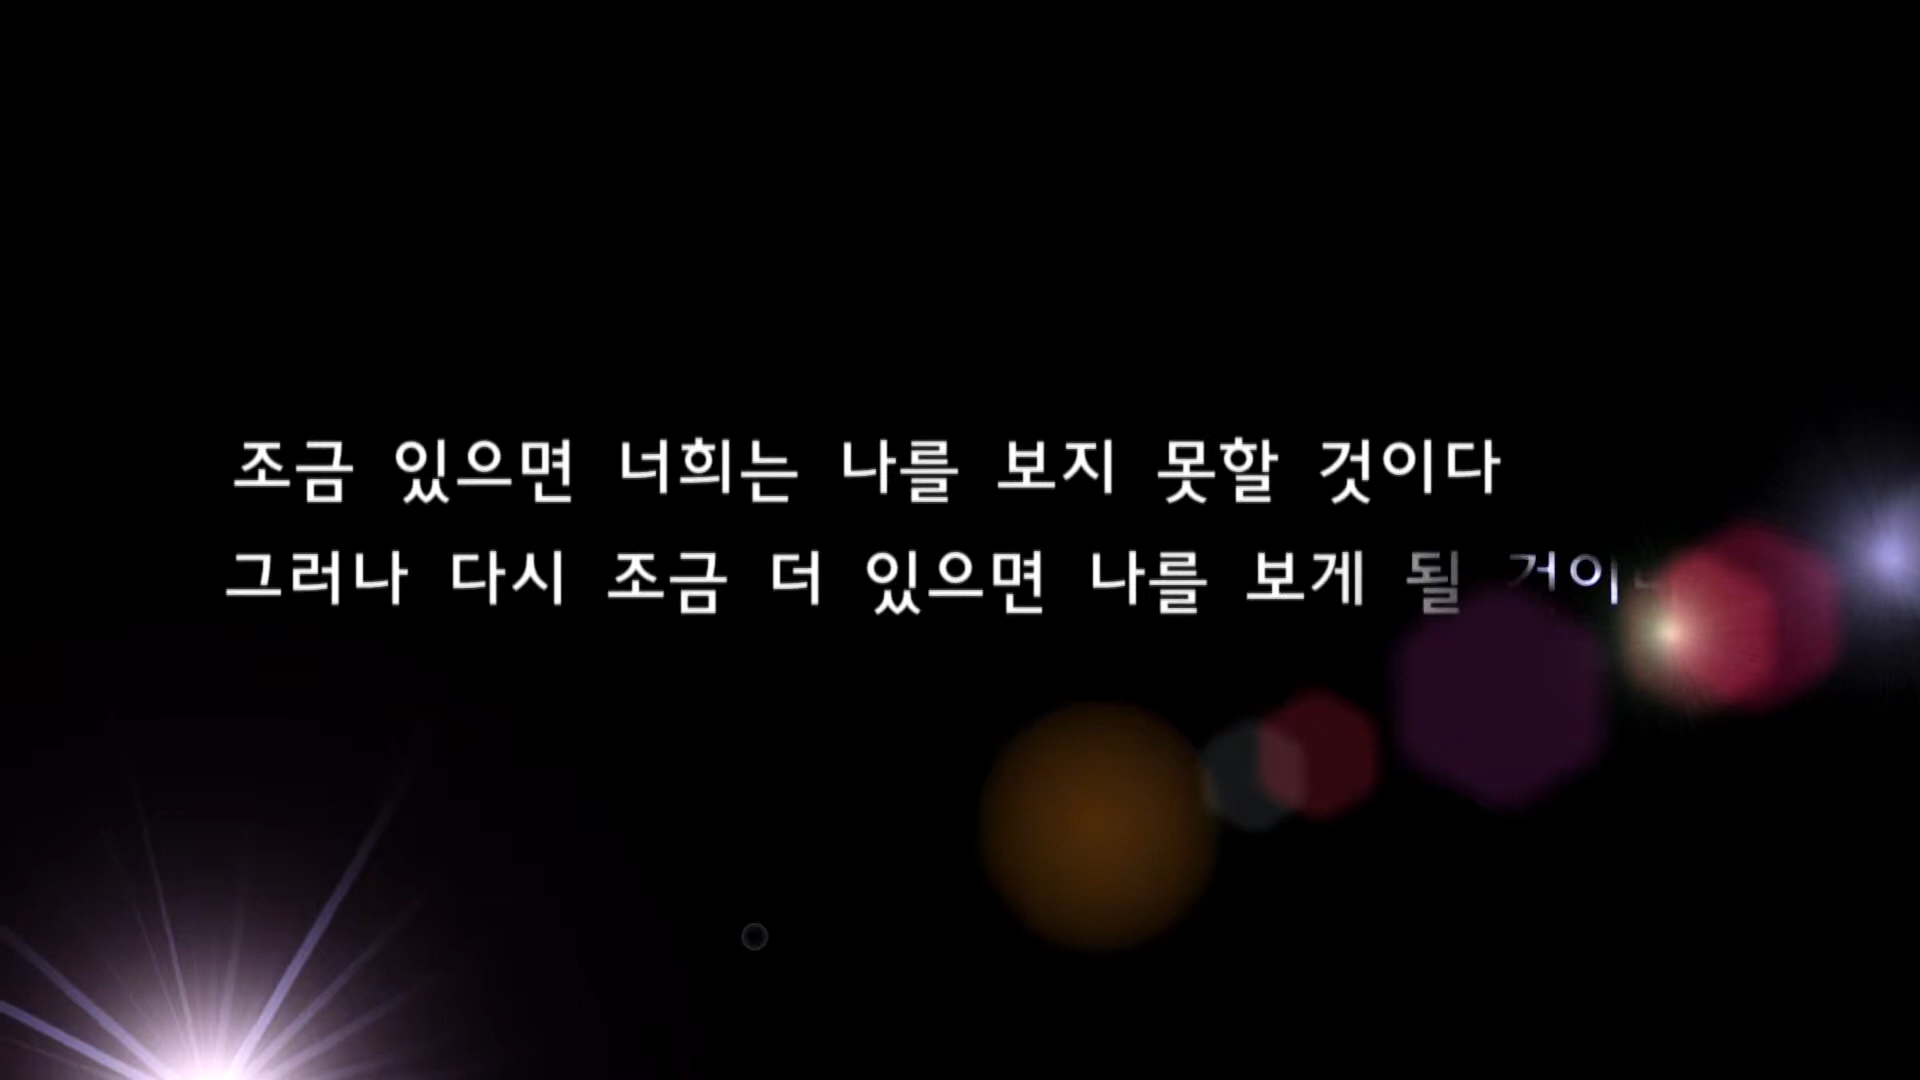 조금 있으면 너희는 나를 보지 못할 것이다
그러나 다시 조금 더 있으면 나를 보게 될